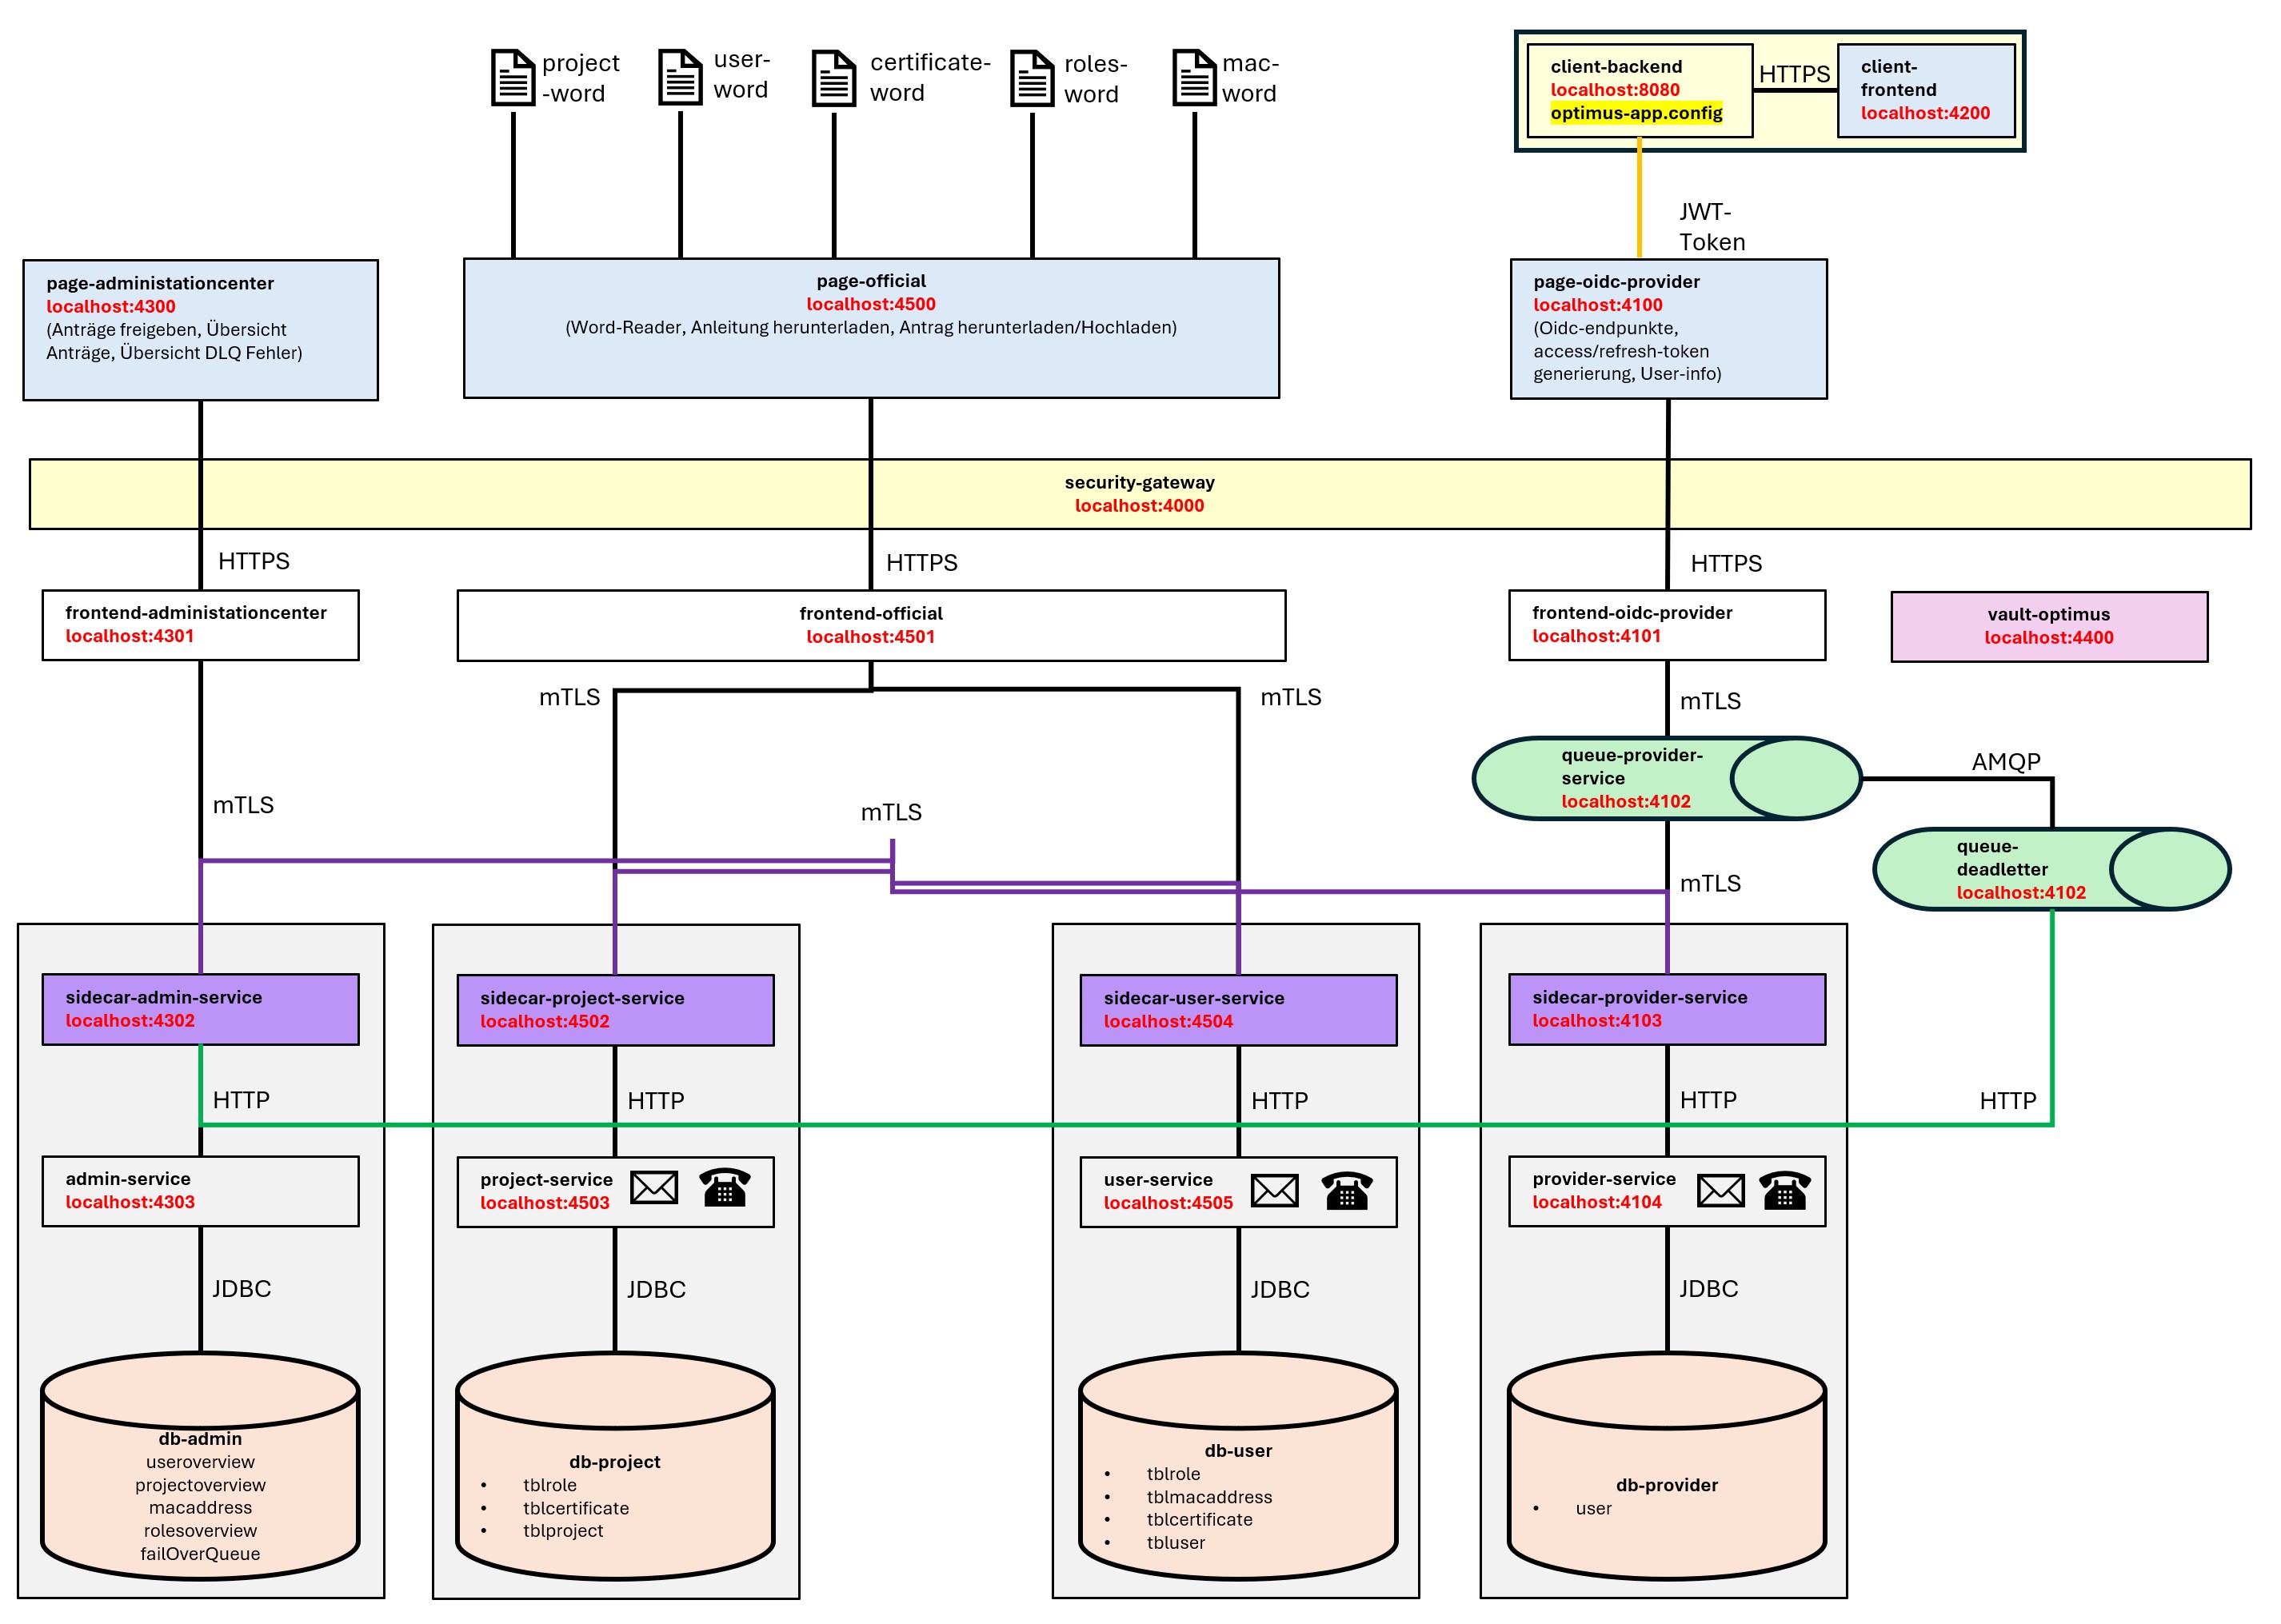 project
-word
user-
word
certificate-
word
roles-
word
mac-
word
client-backend
localhost:8080
optimus-app.config
HTTPS
client-
frontend
localhost:4200
JWT-
Token
page-administationcenter
localhost:4300
(Anträge freigeben, Übersicht
Anträge, Übersicht DLQ Fehler)
page-official
localhost:4500
(Word-Reader, Anleitung herunterladen, Antrag herunterladen/Hochladen)
page-oidc-provider
localhost:4100
(Oidc-endpunkte,
access/refresh-token
generierung, User-info)
security-gateway
localhost:4000
HTTPS
HTTPS
HTTPS
frontend-administationcenter
localhost:4301
frontend-official
localhost:4501
frontend-oidc-provider
localhost:4101
vault-optimus
localhost:4400
mTLS
mTLS
mTLS
queue-provider-
service
localhost:4102
AMQP
mTLS
mTLS
queue-
deadletter
localhost:4102
mTLS
sidecar-admin-service
localhost:4302
sidecar-project-service
localhost:4502
sidecar-user-service
localhost:4504
sidecar-provider-service
localhost:4103
HTTP
HTTP
HTTP
HTTP
HTTP
admin-service
localhost:4303
project-service
localhost:4503
user-service
localhost:4505
provider-service
localhost:4104
JDBC
JDBC
JDBC
JDBC
db-admin
useroverview
projectoverview
macaddress
rolesoverview
failOverQueue
db-project
• tblrole
• tblcertificate
• tblproject
db-user
• tblrole
• tblmacaddress
• tblcertificate
• tbluser
db-provider
• user